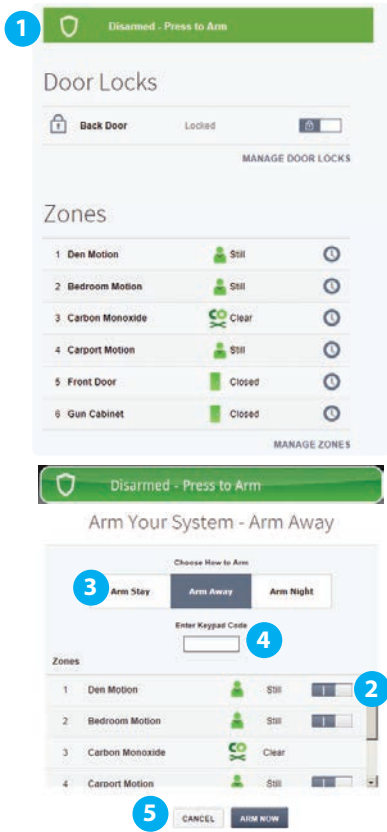 1 Disarmed - Press to Arm
Door Locks
Back Door Locked
MANAGE DOOR LOCKS
Zones
1 Den Motion Still
2 Bedroom Motion Still
3 Carbon Monoxide CO Clear
4 Carport Motion Still
5 Front Door Closed
6 Gun Cabinet Closed
MANAGE ZONES
Disarmed - Press to Arm
Arm Your System - Arm Away
Choose How to Arm
3 Arm Stay Arm Away Arm Night
Enter Keypad Code
4
Zones
1 Den Motion Still 2
2 Bedroom Motion Still
3 Carbon Monoxide CO Clear
4 Carport Motion Still
5 CANCEL ARM NOW